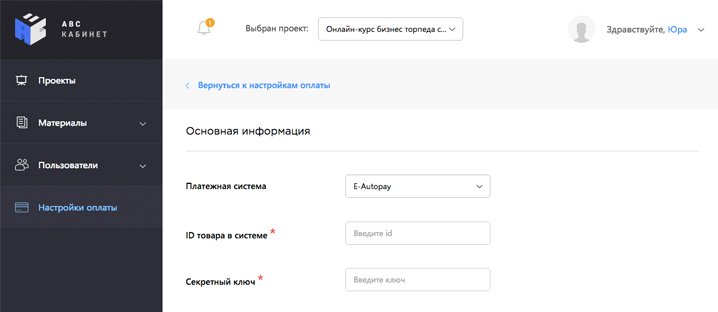 ABC
КАБИНЕТ
1
Выбран проект:
Онлайн-курс бизнес торпеда с...
Здравствуйте, Юра
Проекты
Материалы
Пользователи
Настройки оплаты
Вернуться к настройкам оплаты
Основная информация
Платежная система
E-Autopay
ID товара в системе *
Введите id
Секретный ключ *
Введите ключ